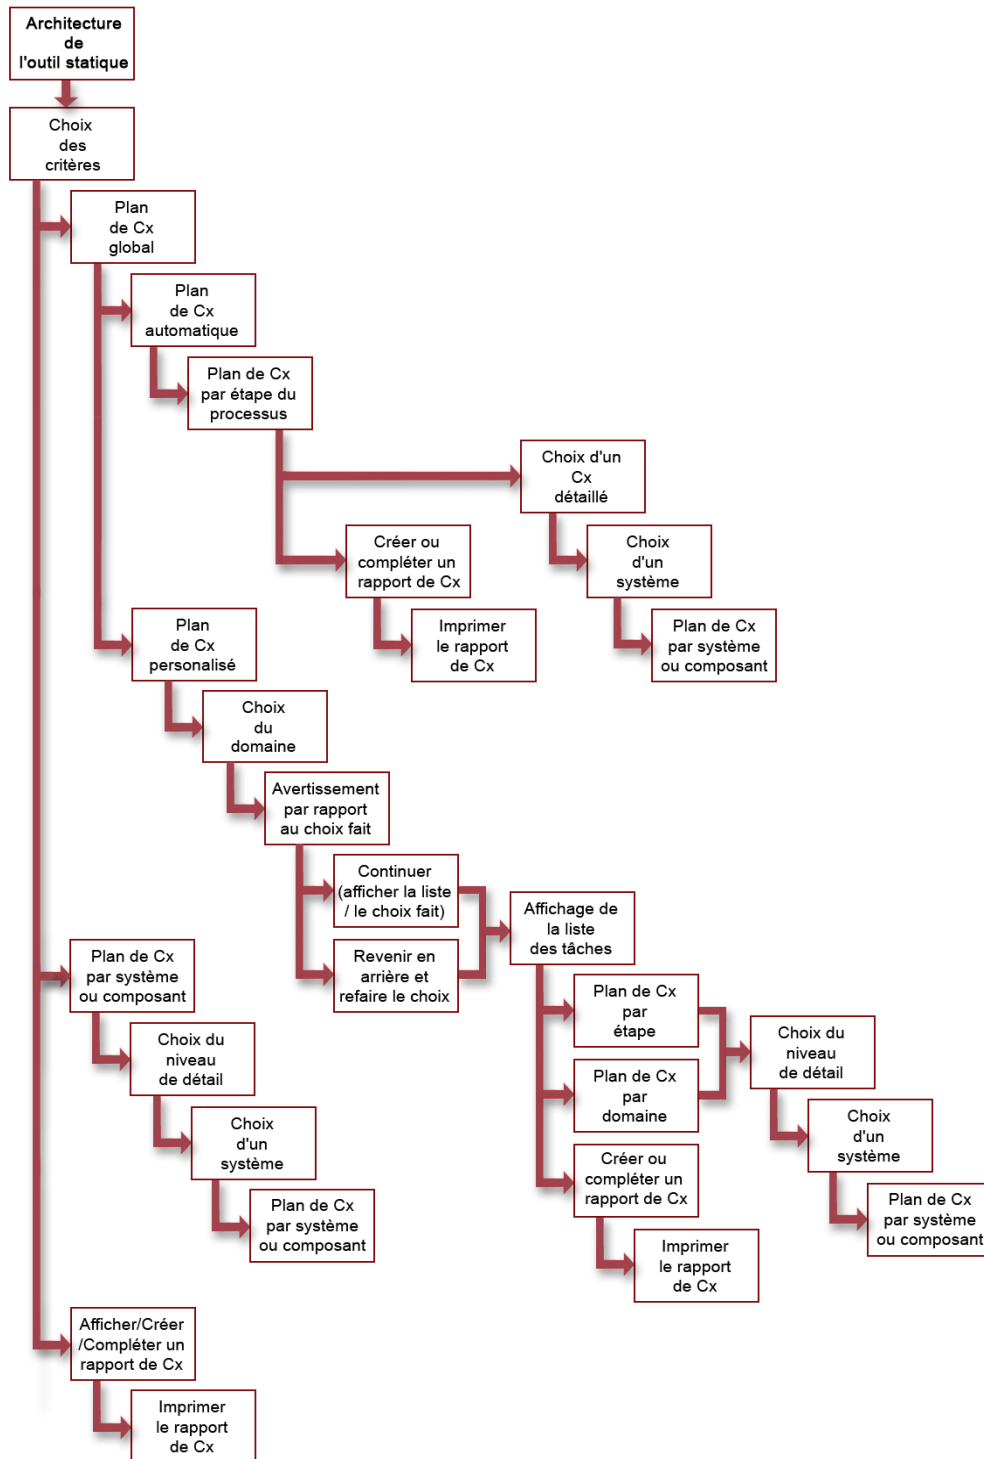 Architecture
de
l'outil statique
Choix
des
critères
Plan
de Cx
global
Plan
de Cx
automatique
Plan de Cx
par étape du
processus
Choix d'un
Cx
détaillé
Créer ou
compléter un
rapport de Cx
Choix
d'un
système
Imprimer
le rapport
de Cx
Plan de Cx
par système
ou composant
Plan
de Cx
personalisé
Choix
du
domaine
Avertissement
par rapport
au choix fait
Continuer
(afficher la liste
/ le choix fait)
Revenir en
arrière et
refaire le choix
Affichage de
la liste
des tâches
Plan de Cx
par
étape
Plan de Cx
par
domaine
Choix du
niveau
de détail
Choix
d'un
système
Plan de Cx
par système
ou composant
Créer ou
compléter un
rapport de Cx
Imprimer
le rapport
de Cx
Plan de Cx
par système
ou composant
Choix du
niveau
de détail
Choix
d'un
système
Plan de Cx
par système
ou composant
Afficher/Créer
/Compléter un
rapport de Cx
Imprimer
le rapport
de Cx